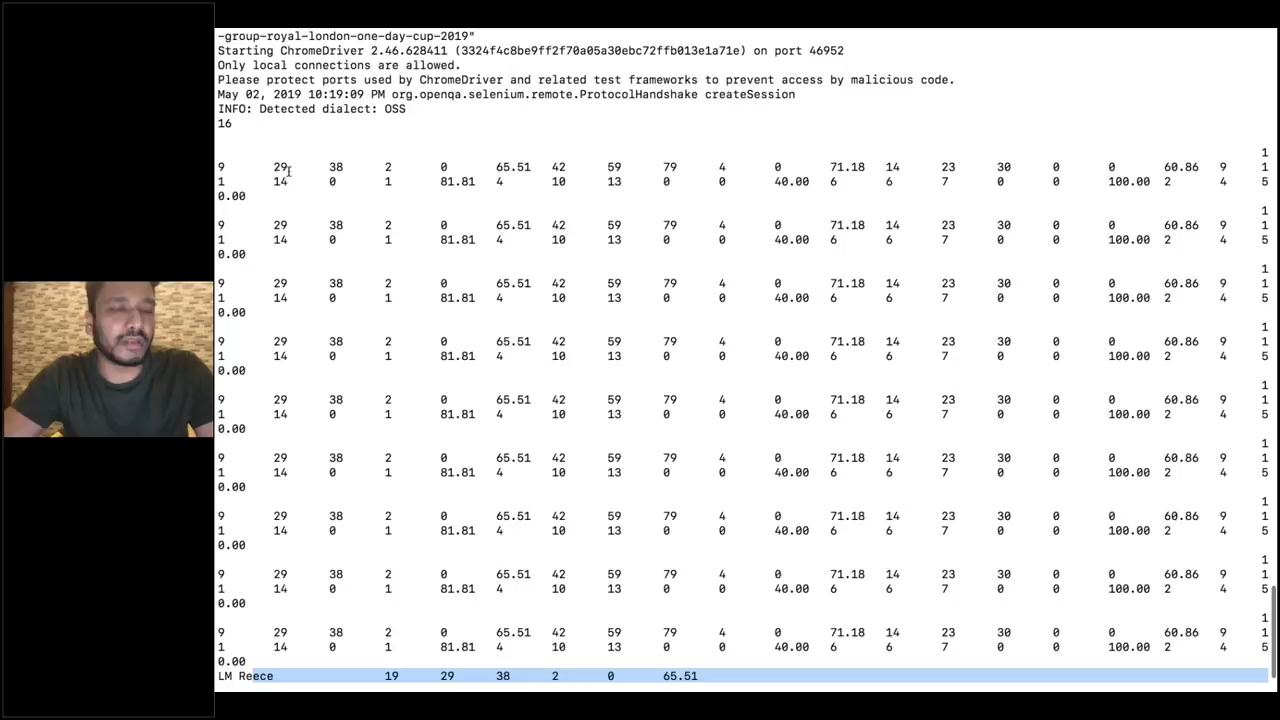 -group-royal-london-one-day-cup-2019"
Starting ChromeDriver 2.46.628411 (3324f4c8be9ff2f70a05a30ebc72ffb013e1a71e) on port 46952
Only local connections are allowed.
Please protect ports used by ChromeDriver and related test frameworks to prevent access by malicious code.
May 02, 2019 10:19:09 PM org.openqa.selenium.remote.ProtocolHandshake createSession
INFO: Detected dialect: OSS
16
1
9 29 38 2 0 65.51 42 59 79 4 0 71.18 14 23 30 0 0 60.86 9 1
1 14 0 1 81.81 4 10 13 0 0 40.00 6 6 7 0 0 100.00 2 4 5
0.00
1
9 29 38 2 0 65.51 42 59 79 4 0 71.18 14 23 30 0 0 60.86 9 1
1 14 0 1 81.81 4 10 13 0 0 40.00 6 6 7 0 0 100.00 2 4 5
0.00
1
9 29 38 2 0 65.51 42 59 79 4 0 71.18 14 23 30 0 0 60.86 9 1
1 14 0 1 81.81 4 10 13 0 0 40.00 6 6 7 0 0 100.00 2 4 5
0.00
1
9 29 38 2 0 65.51 42 59 79 4 0 71.18 14 23 30 0 0 60.86 9 1
1 14 0 1 81.81 4 10 13 0 0 40.00 6 6 7 0 0 100.00 2 4 5
0.00
1
9 29 38 2 0 65.51 42 59 79 4 0 71.18 14 23 30 0 0 60.86 9 1
1 14 0 1 81.81 4 10 13 0 0 40.00 6 6 7 0 0 100.00 2 4 5
0.00
1
9 29 38 2 0 65.51 42 59 79 4 0 71.18 14 23 30 0 0 60.86 9 1
1 14 0 1 81.81 4 10 13 0 0 40.00 6 6 7 0 0 100.00 2 4 5
0.00
1
9 29 38 2 0 65.51 42 59 79 4 0 71.18 14 23 30 0 0 60.86 9 1
1 14 0 1 81.81 4 10 13 0 0 40.00 6 6 7 0 0 100.00 2 4 5
0.00
1
9 29 38 2 0 65.51 42 59 79 4 0 71.18 14 23 30 0 0 60.86 9 1
1 14 0 1 81.81 4 10 13 0 0 40.00 6 6 7 0 0 100.00 2 4 5
0.00
1
9 29 38 2 0 65.51 42 59 79 4 0 71.18 14 23 30 0 0 60.86 9 1
1 14 0 1 81.81 4 10 13 0 0 40.00 6 6 7 0 0 100.00 2 4 5
0.00
LM Reece 19 29 38 2 0 65.51